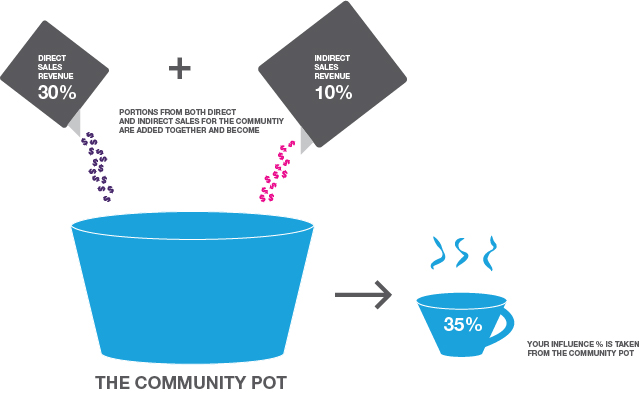 DIRECT
SALES
REVENUE
30%
+
INDIRECT
SALES
REVENUE
10%
PORTIONS FROM BOTH DIRECT
AND INDIRECT SALES FOR THE COMMUNTIY
ARE ADDED TOGETHER AND BECOME
35%
YOUR INFLUENCE % IS TAKEN
FROM THE COMMUNITY POT
THE COMMUNITY POT